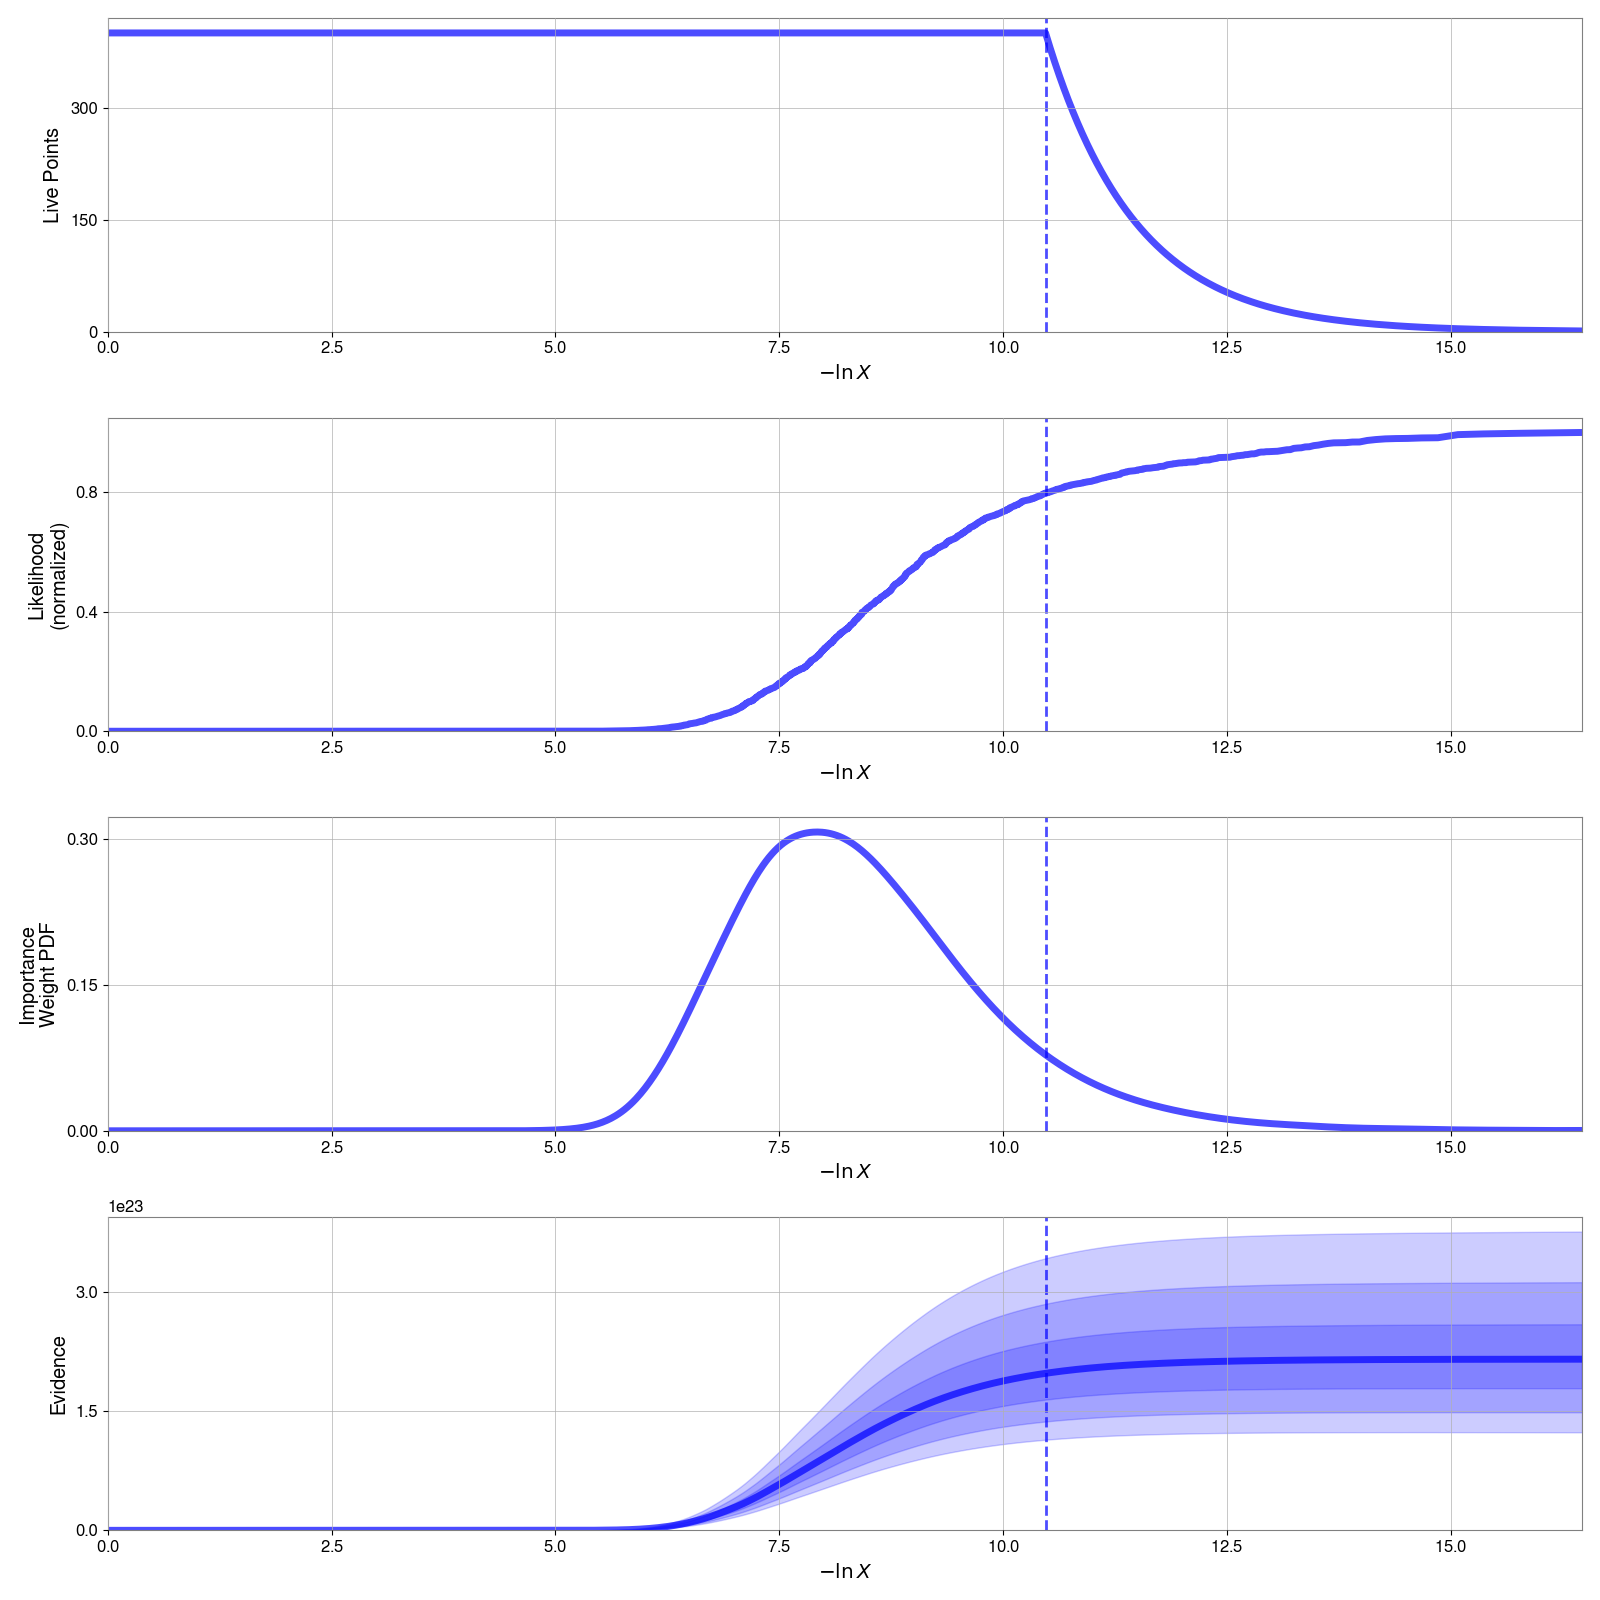 300
150
0
Live Points
0.0 2.5 5.0 7.5 10.0 12.5 15.0
−ln X
0.8
0.4
0.0
Likelihood
(normalized)
0.0 2.5 5.0 7.5 10.0 12.5 15.0
−ln X
0.30
0.15
0.00
Importance
Weight PDF
0.0 2.5 5.0 7.5 10.0 12.5 15.0
−ln X
1e23
3.0
1.5
0.0
Evidence
0.0 2.5 5.0 7.5 10.0 12.5 15.0
−ln X